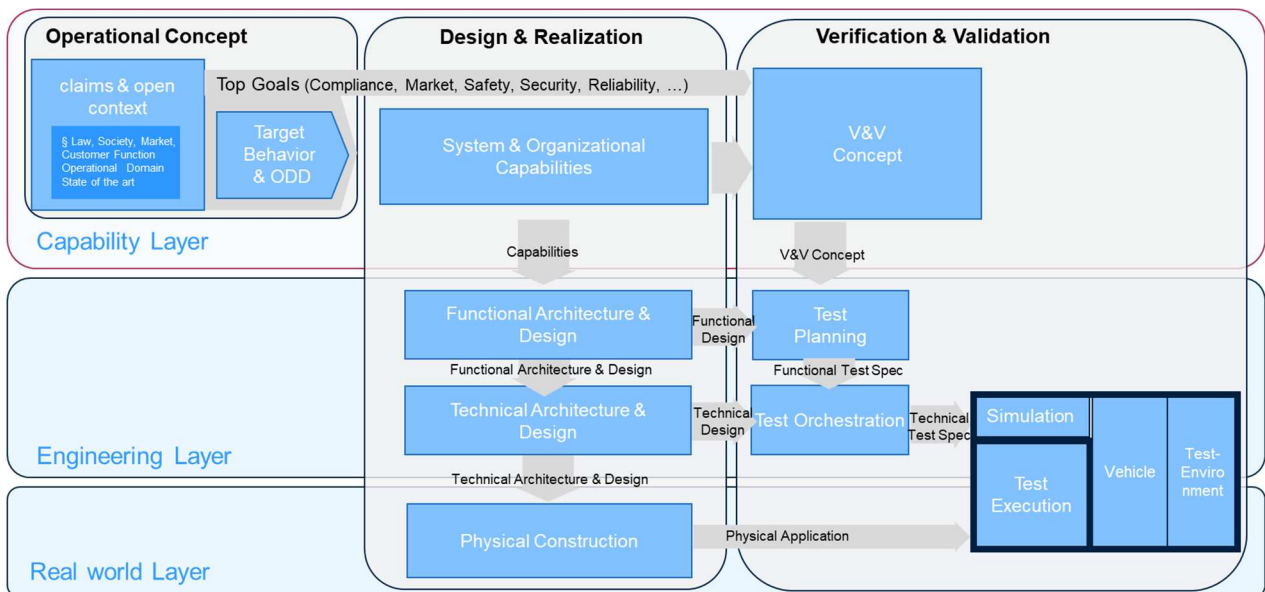 Operational Concept
Design & Realization
Verification & Validation
claims & open
context
§ Law, Society, Market,
Customer Function
Operational Domain
State of the art
Top Goals (Compliance, Market, Safety, Security, Reliability, …)
Target
Behavior
& ODD
System & Organizational
Capabilities
V&V
Concept
Capability Layer
Capabilities
V&V Concept
Functional Architecture &
Design
Functional
Design
Test
Planning
Functional Architecture & Design
Functional Test Spec
Technical Architecture &
Design
Technical
Design
Test Orchestration
Technical
Test Spec
Simulation
Test
Execution
Vehicle
Test-
Enviro
nment
Engineering Layer
Technical Architecture & Design
Physical Construction
Physical Application
Real world Layer